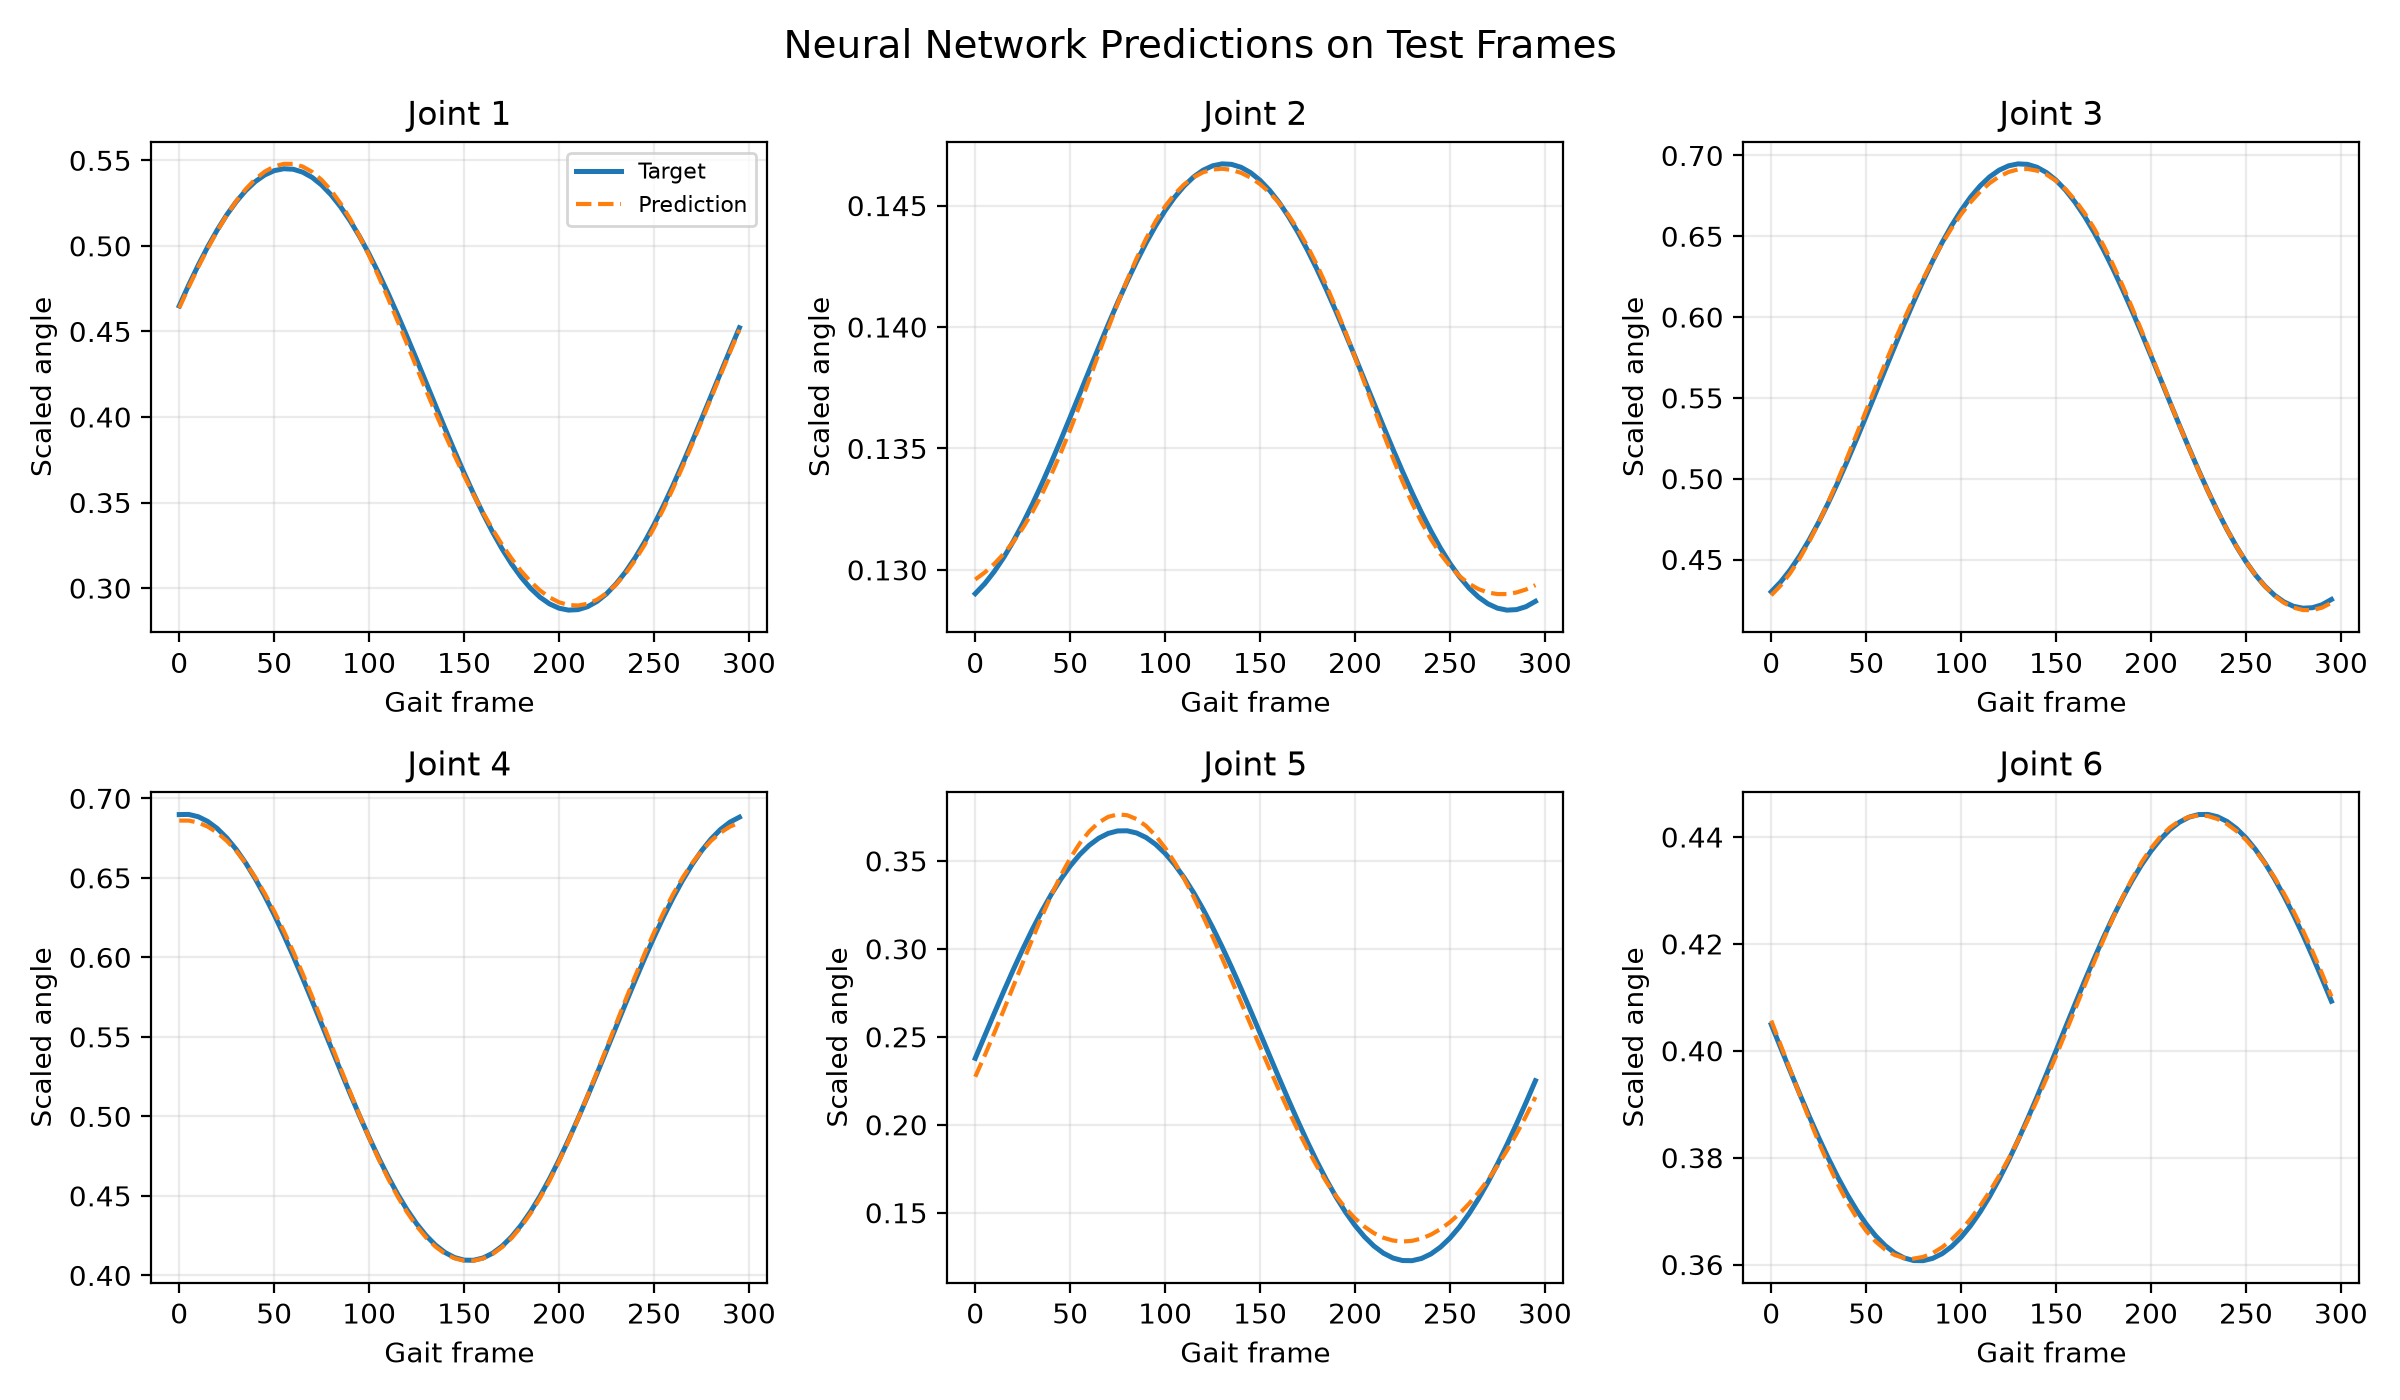 Neural Network Predictions on Test Frames
Joint 1
Target
Prediction
0.55
0.50
0.45
0.40
0.35
0.30
Scaled angle
0 50 100 150 200 250 300
Gait frame
Joint 2
0.145
0.140
0.135
0.130
Scaled angle
0 50 100 150 200 250 300
Gait frame
Joint 3
0.70
0.65
0.60
0.55
0.50
0.45
Scaled angle
0 50 100 150 200 250 300
Gait frame
Joint 4
0.70
0.65
0.60
0.55
0.50
0.45
0.40
Scaled angle
0 50 100 150 200 250 300
Gait frame
Joint 5
0.35
0.30
0.25
0.20
0.15
Scaled angle
0 50 100 150 200 250 300
Gait frame
Joint 6
0.44
0.42
0.40
0.38
0.36
Scaled angle
0 50 100 150 200 250 300
Gait frame